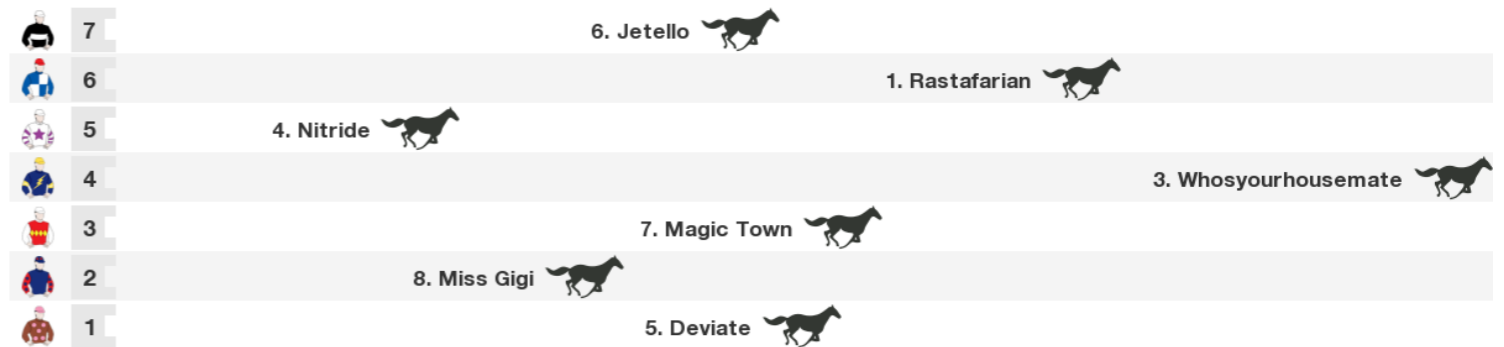 7 6. Jetello
6 1. Rastafarian
5 4. Nitride
4 3. Whosyourhousemate
3 7. Magic Town
2 8. Miss Gigi
1 5. Deviate